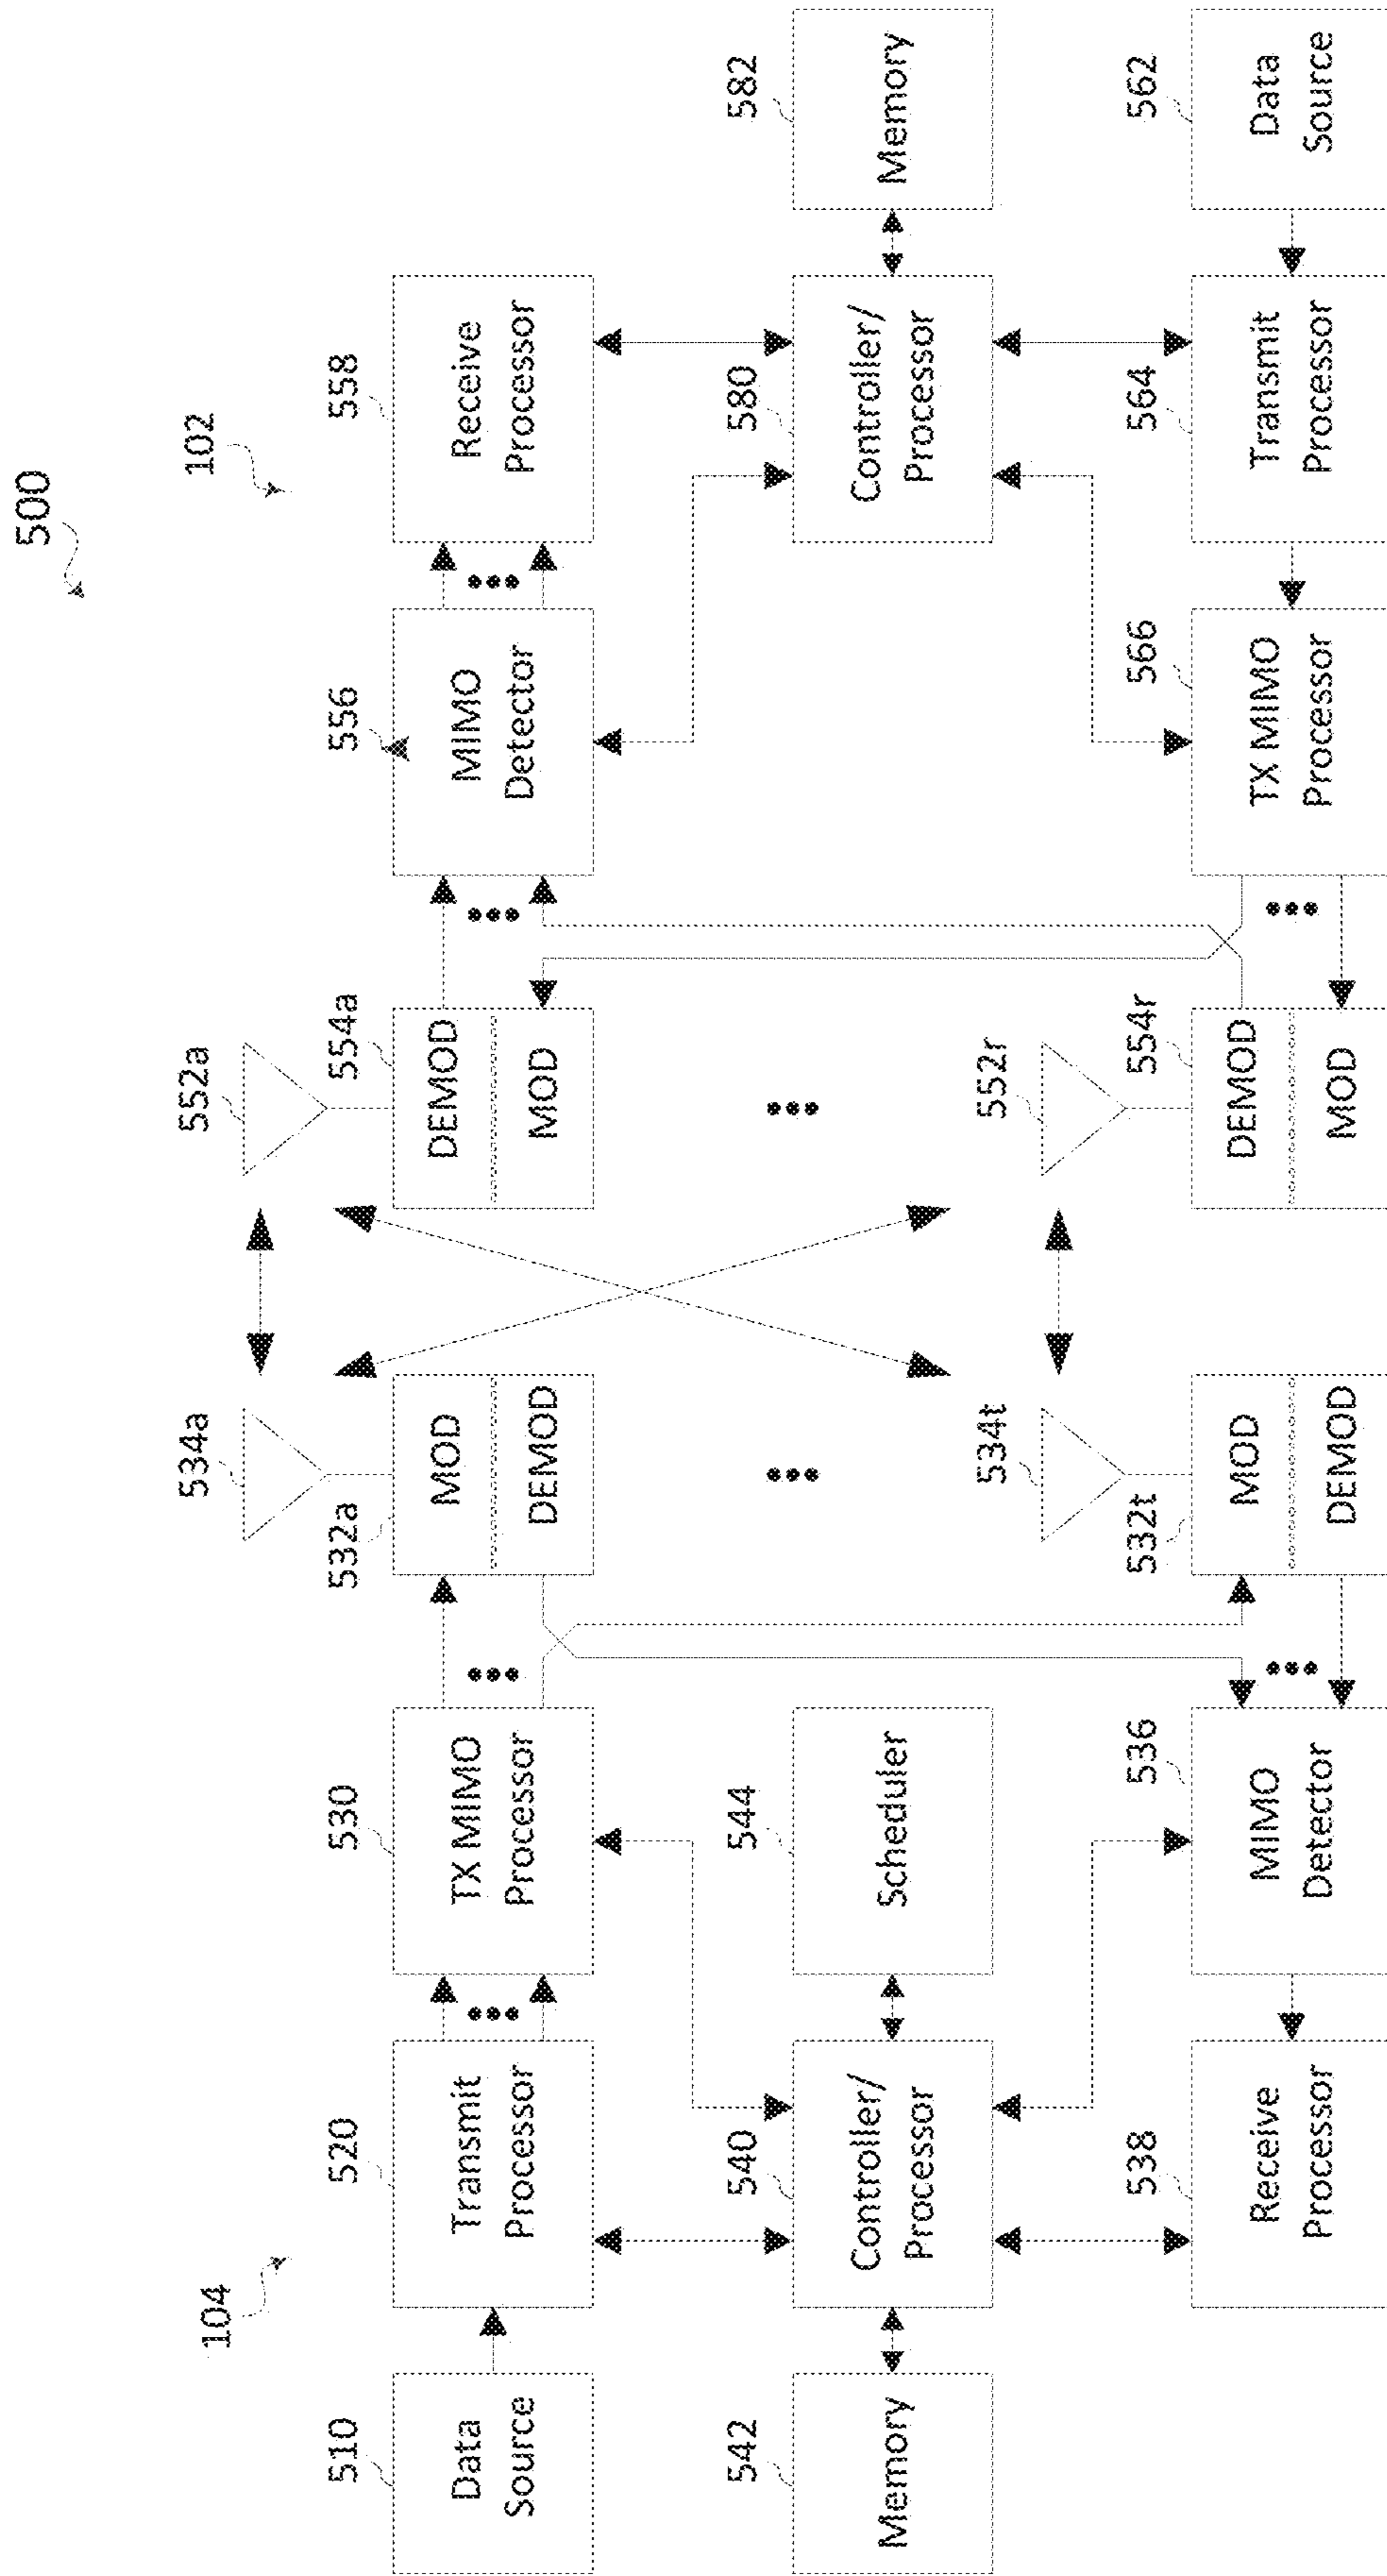 500
104
102
510
Data
Source
520
Transmit
Processor
530
TX MIMO
Processor
532a
MOD
DEMOD
534a
552a
554a
DEMOD
MOD
556
MIMO
Detector
558
Receive
Processor
542
Memory
540
Controller/
Processor
544
Scheduler
580
Controller/
Processor
582
Memory
538
Receive
Processor
536
MIMO
Detector
532t
MOD
DEMOD
534t
552r
554r
DEMOD
MOD
566
TX MIMO
Processor
564
Transmit
Processor
562
Data
Source